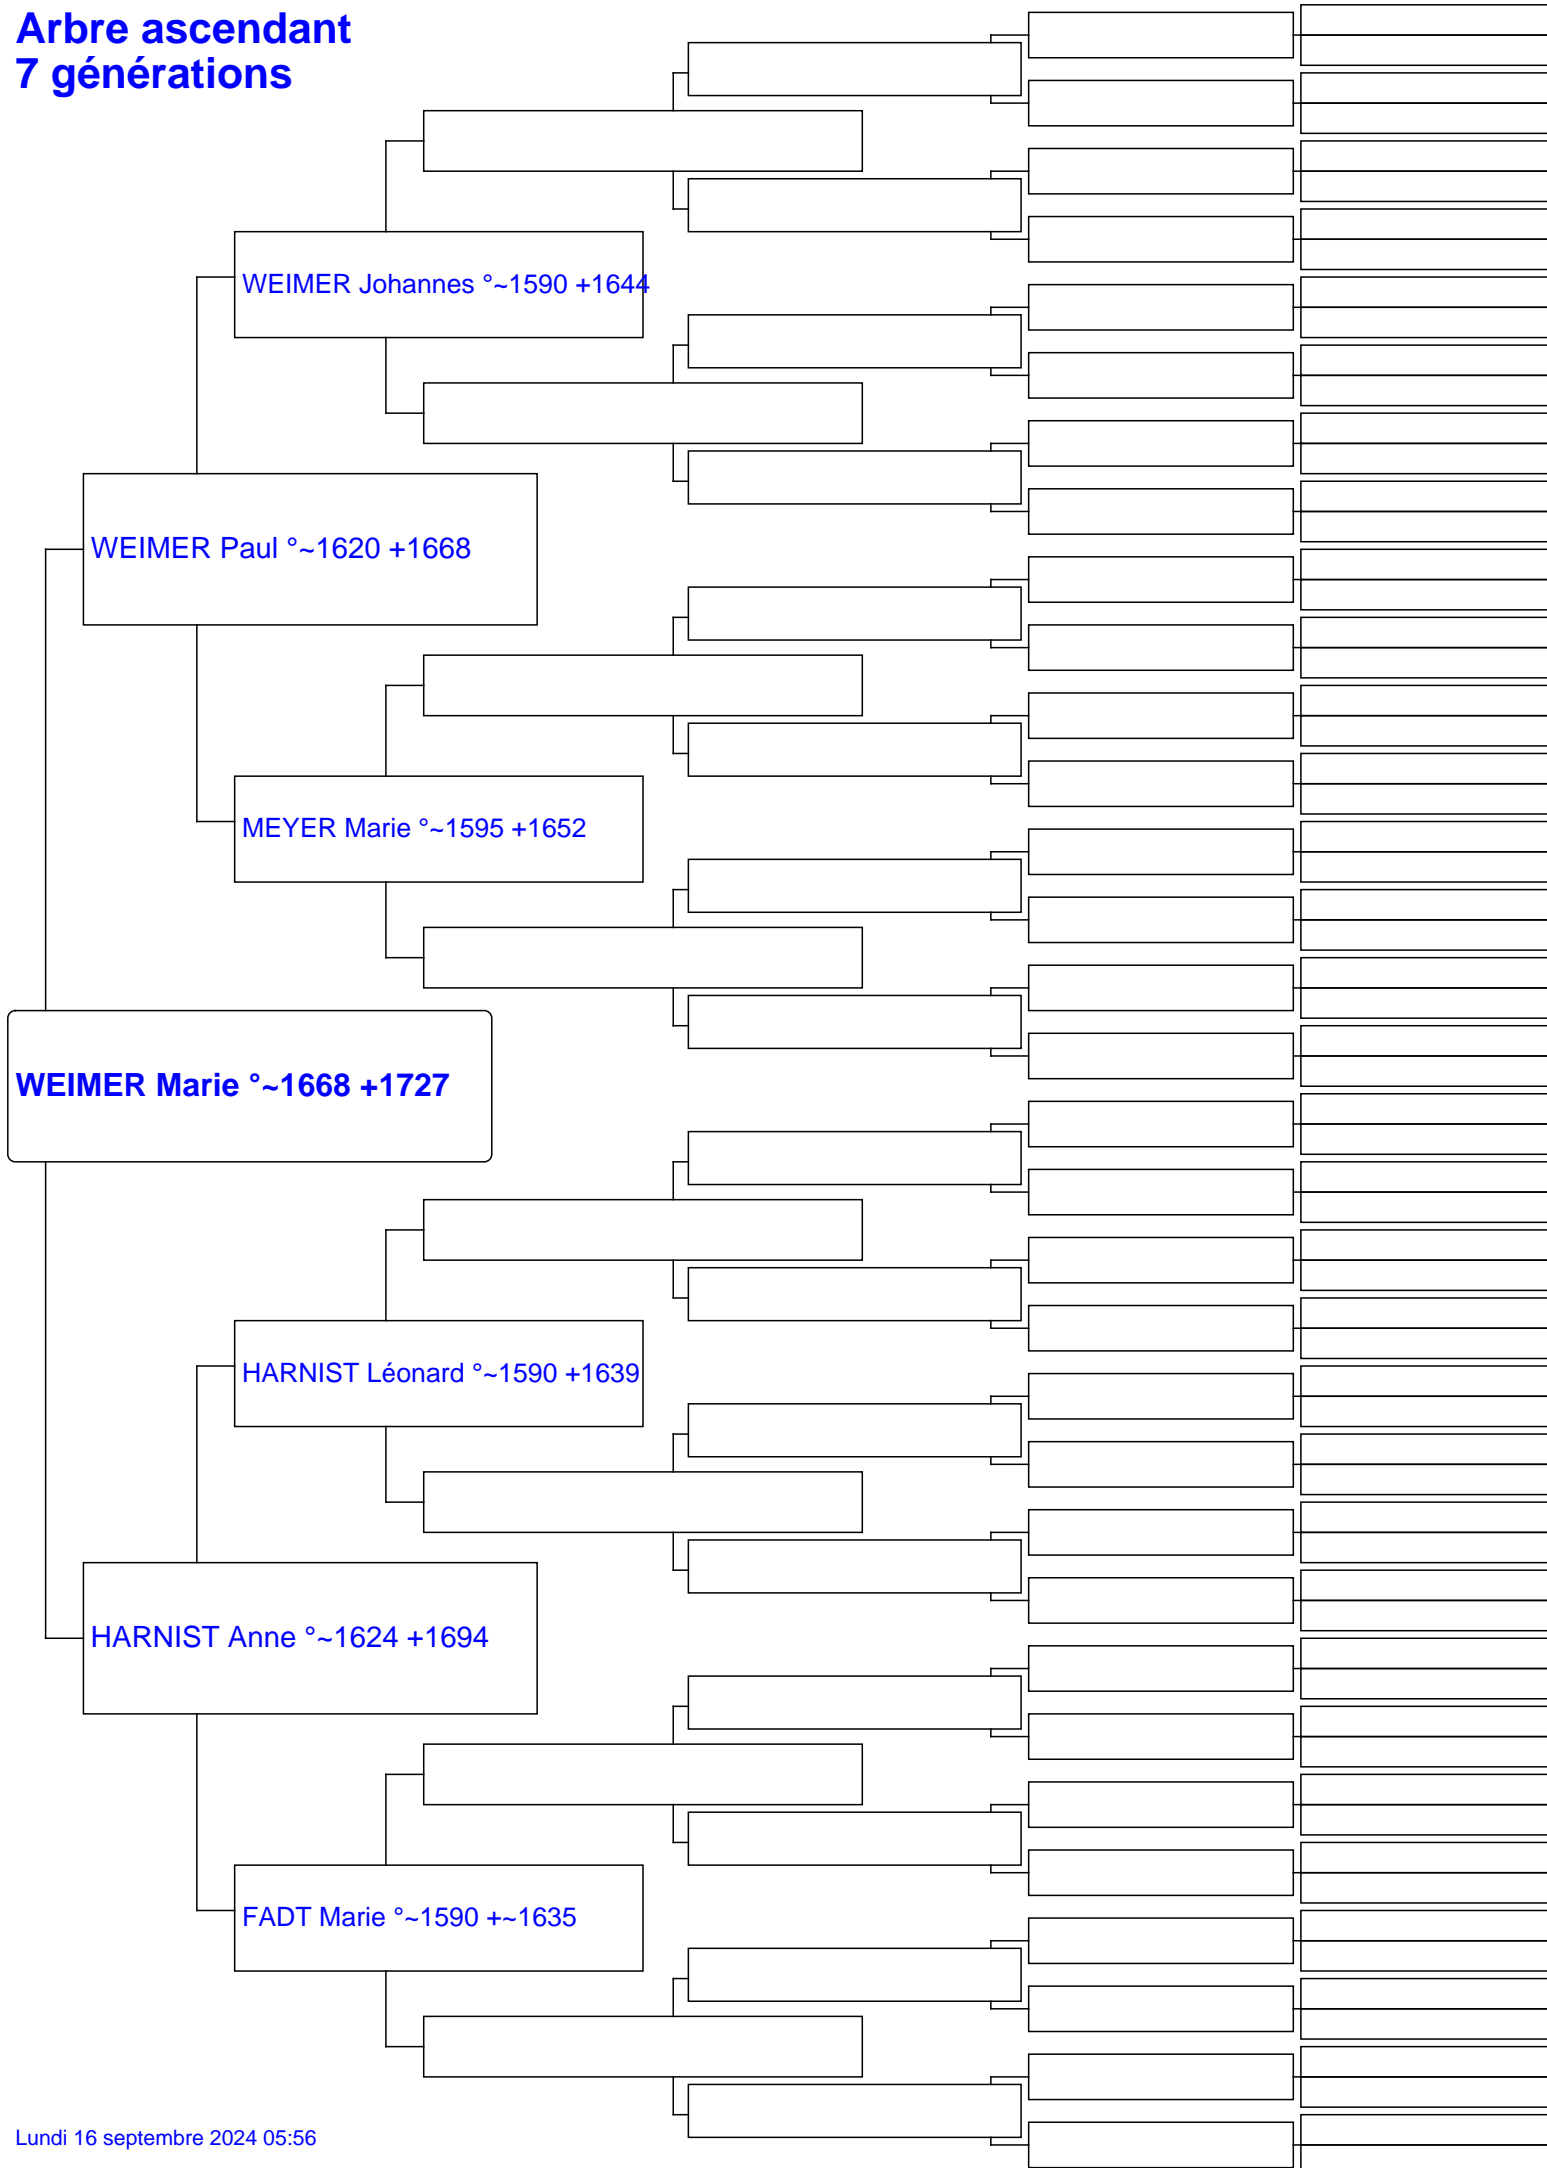 Arbre ascendant
7 générations
WEIMER Johannes °~1590 +1644
WEIMER Paul °~1620 +1668
MEYER Marie °~1595 +1652
WEIMER Marie °~1668 +1727
HARNIST Léonard °~1590 +1639
HARNIST Anne °~1624 +1694
FADT Marie °~1590 +~1635
Lundi 16 septembre 2024 05:56